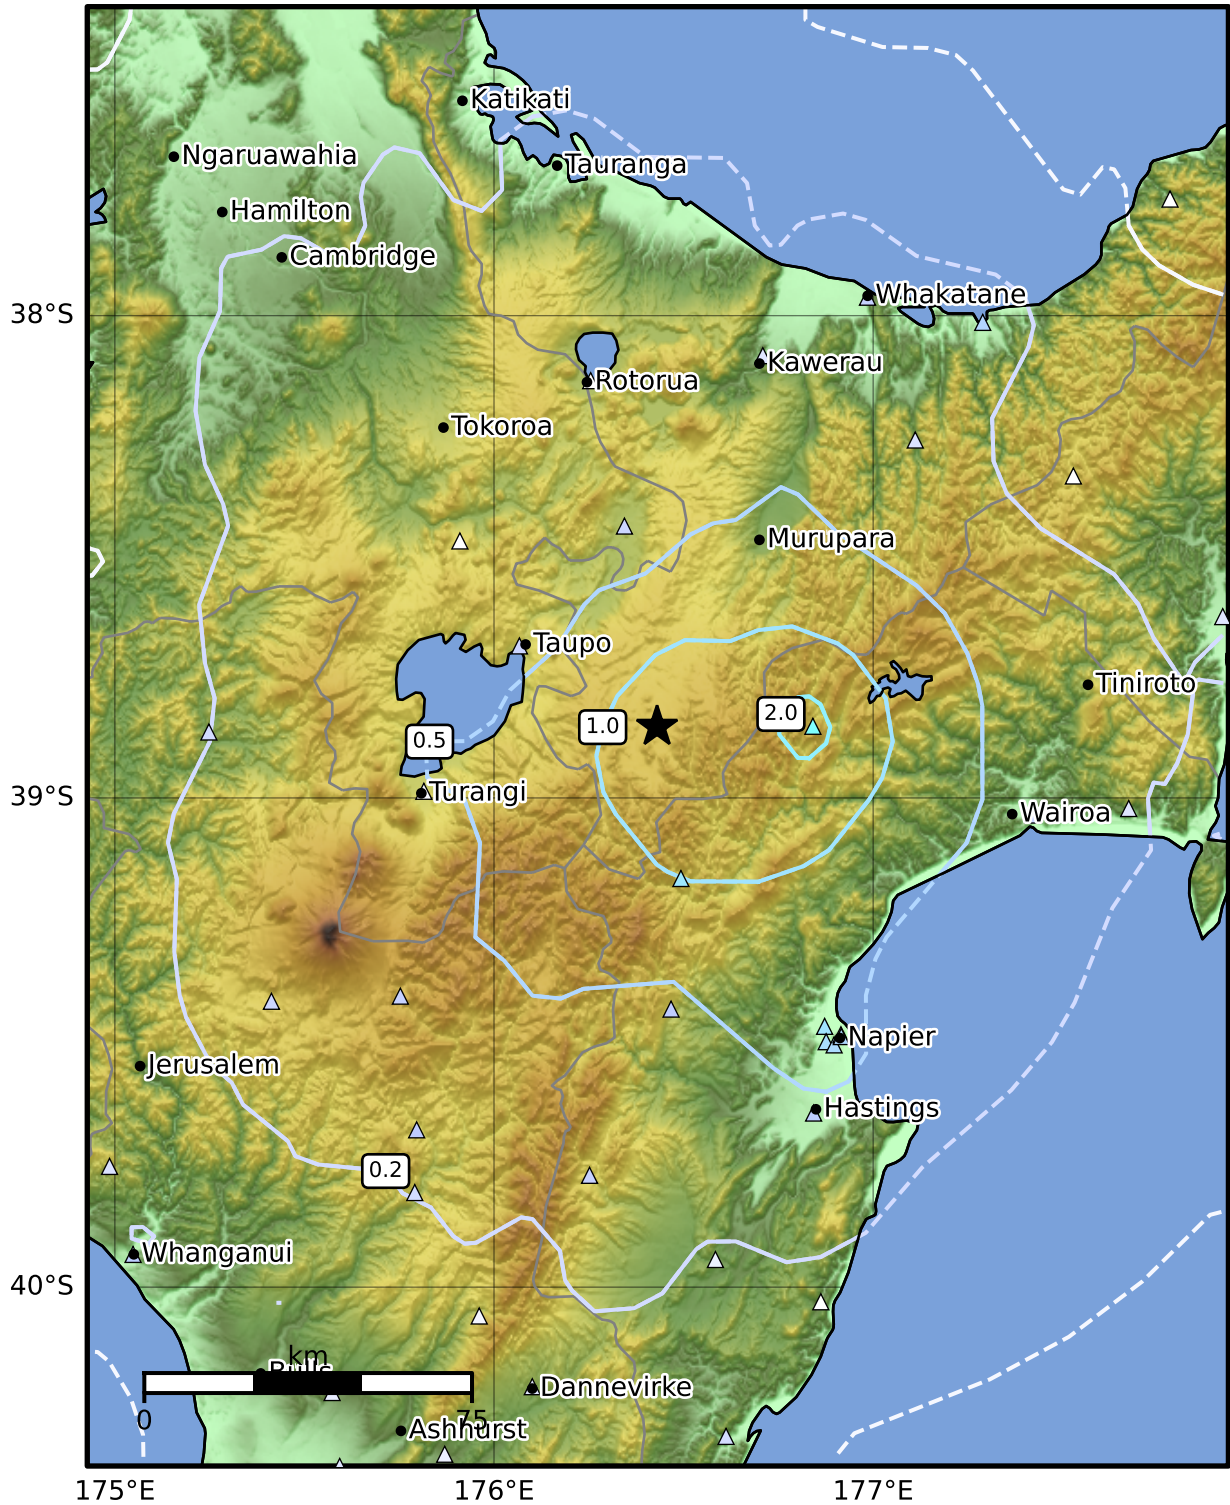 Katikati
Ngaruawahia
Tauranga
Hamilton
Cambridge
Whakatane
38°S
Kawerau
Rotorua
Tokoroa
Murupara
Taupo
Tiniroto
2.0
1.0
0.5
Turangi
39°S
Wairoa
Napier
Jerusalem
Hastings
0.2
Whanganui
40°S
km
Bulls
Dannevirke
0
75
Ashhurst
175°E
176°E
177°E